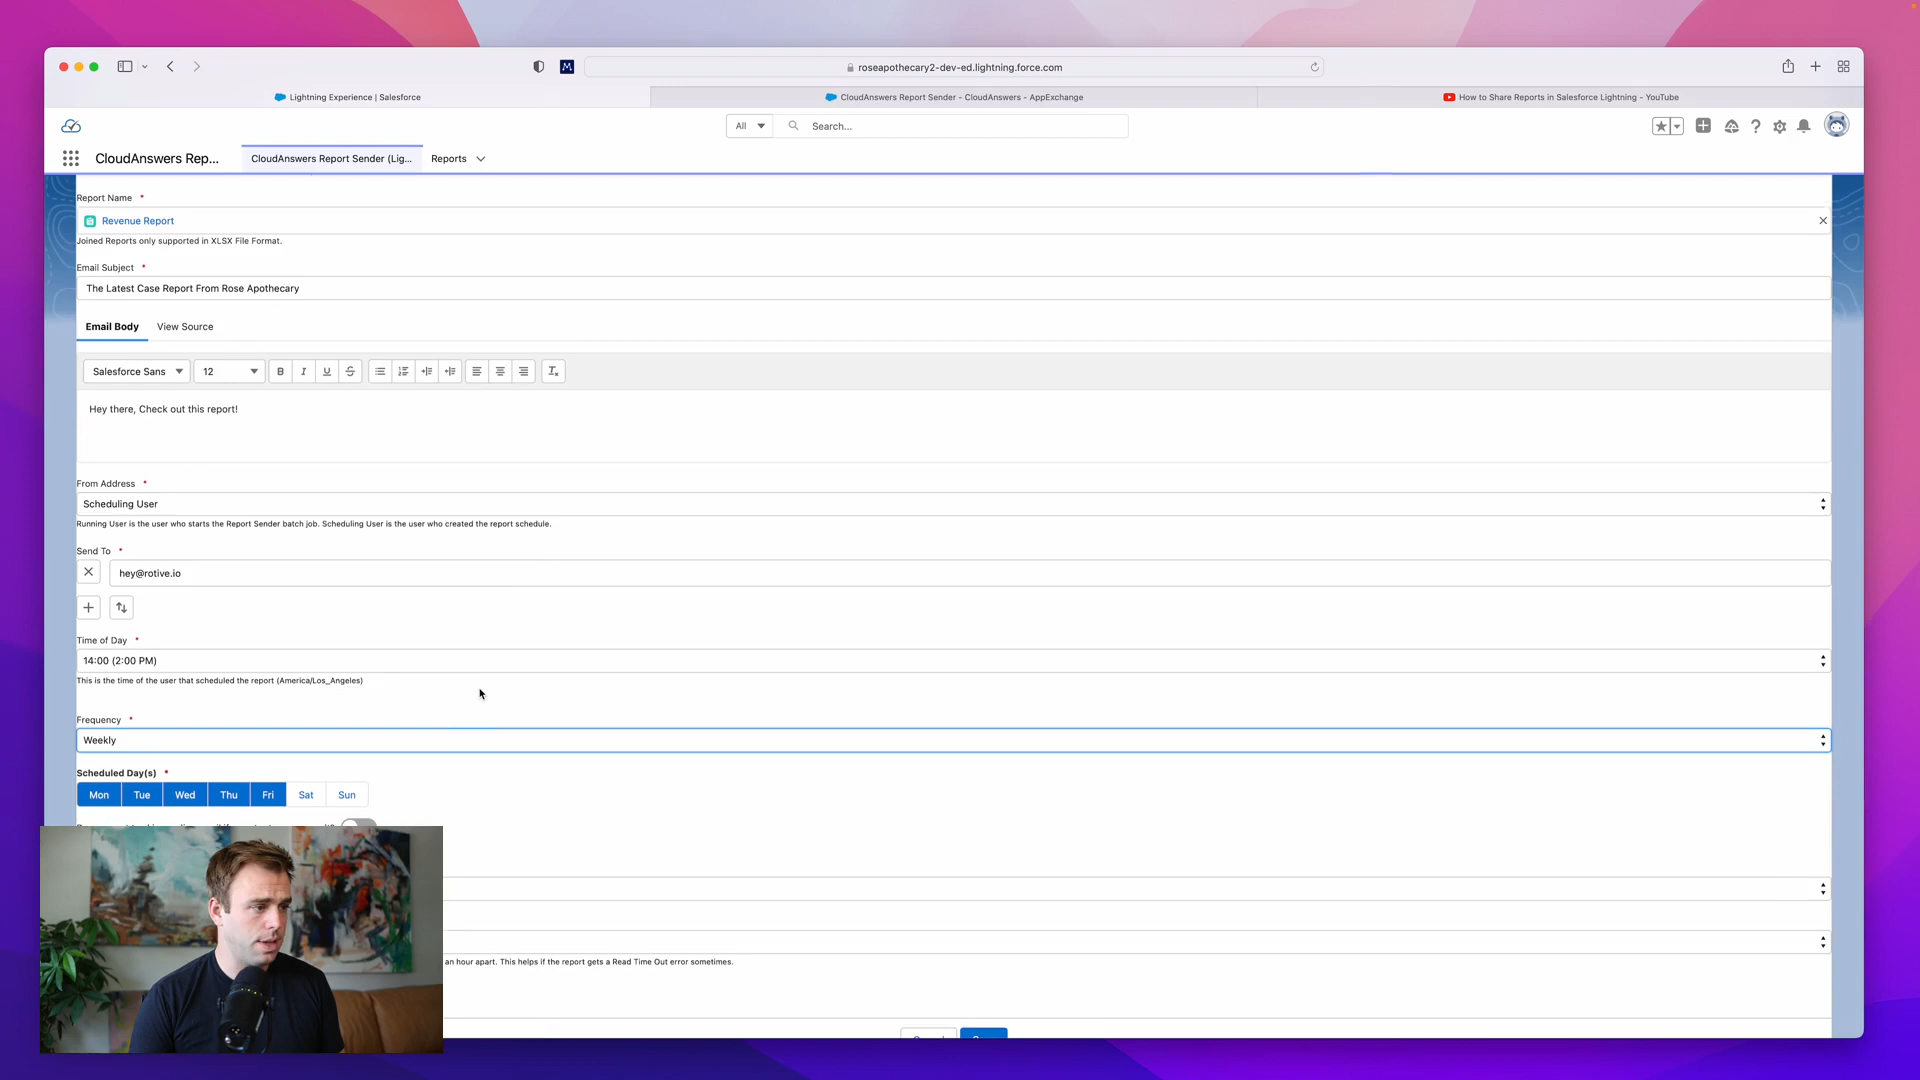 roseapothecary2-dev-ed.lightning.force.com
Lightning Experience | Salesforce
CloudAnswers Report Sender - CloudAnswers - AppExchange
How to Share Reports in Salesforce Lightning - YouTube
All
Search...
CloudAnswers Rep...
CloudAnswers Report Sender (Lig...
Reports
Report Name *
Revenue Report
Joined Reports only supported in XLSX File Format.
Email Subject *
The Latest Case Report From Rose Apothecary
Email Body
View Source
Salesforce Sans
12
B I U S
Hey there, Check out this report!
From Address *
Scheduling User
Running User is the user who starts the Report Sender batch job. Scheduling User is the user who created the report schedule.
Send To *
hey@rotive.io
Time of Day *
14:00 (2:00 PM)
This is the time of the user that scheduled the report (America/Los_Angeles)
Frequency *
Weekly
Scheduled Day(s) *
Mon Tue Wed Thu Fri Sat Sun
an hour apart. This helps if the report gets a Read Time Out error sometimes.